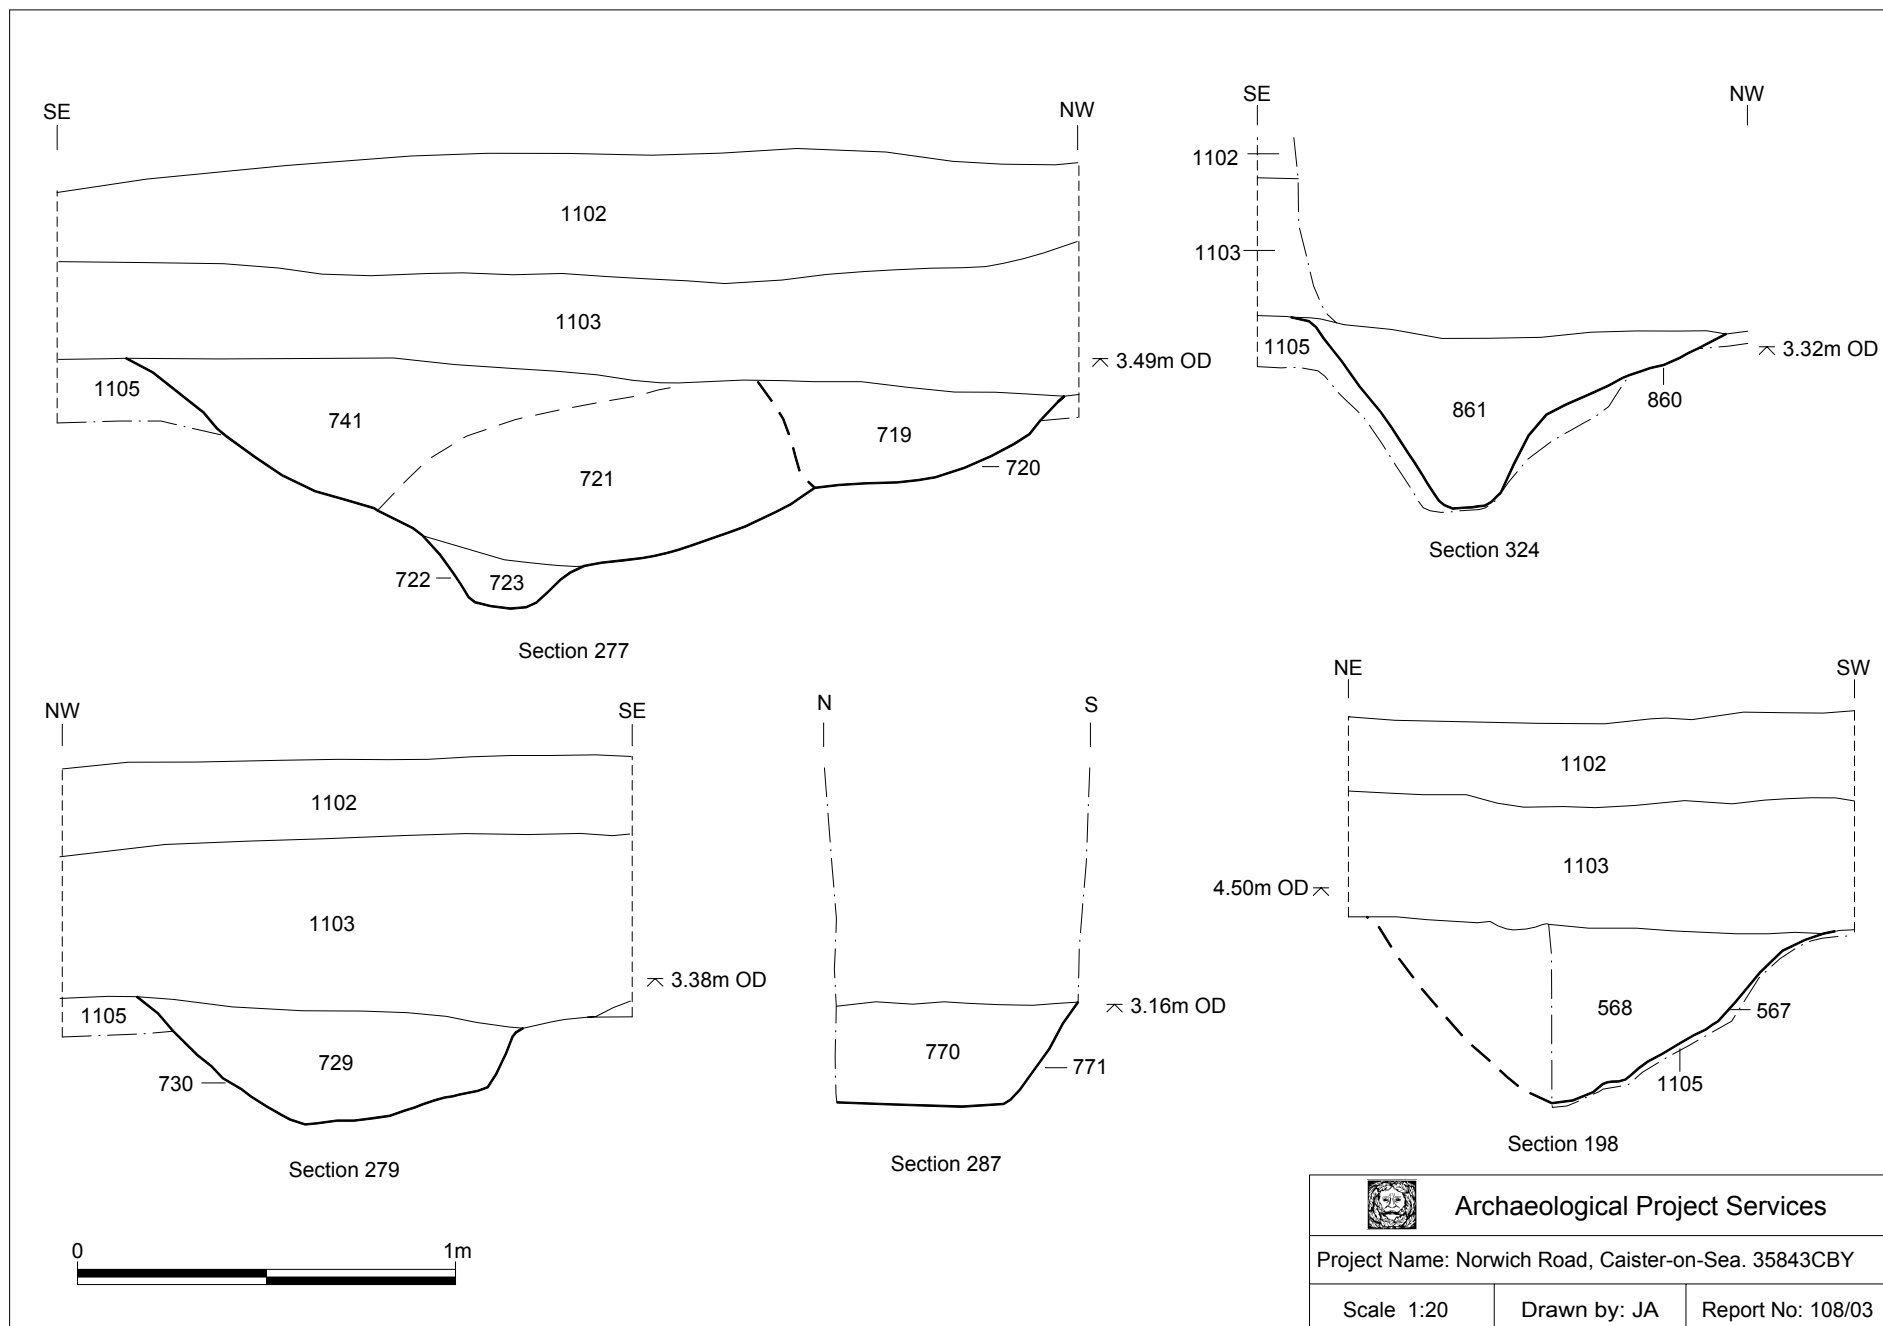 SE
NW
1102
1103
3.49m OD
1105
741
719
721
720
722
723
Section 277
SE
NW
1102
1103
1105
3.32m OD
861
860
Section 324
NW
SE
1102
1103
3.38m OD
1105
729
730
Section 279
N
S
3.16m OD
770
771
Section 287
NE
SW
1102
1103
4.50m OD
568
567
1105
Section 198
0
1m
Archaeological Project Services
Project Name: Norwich Road, Caister-on-Sea. 35843CBY
Scale 1:20
Drawn by: JA
Report No: 108/03